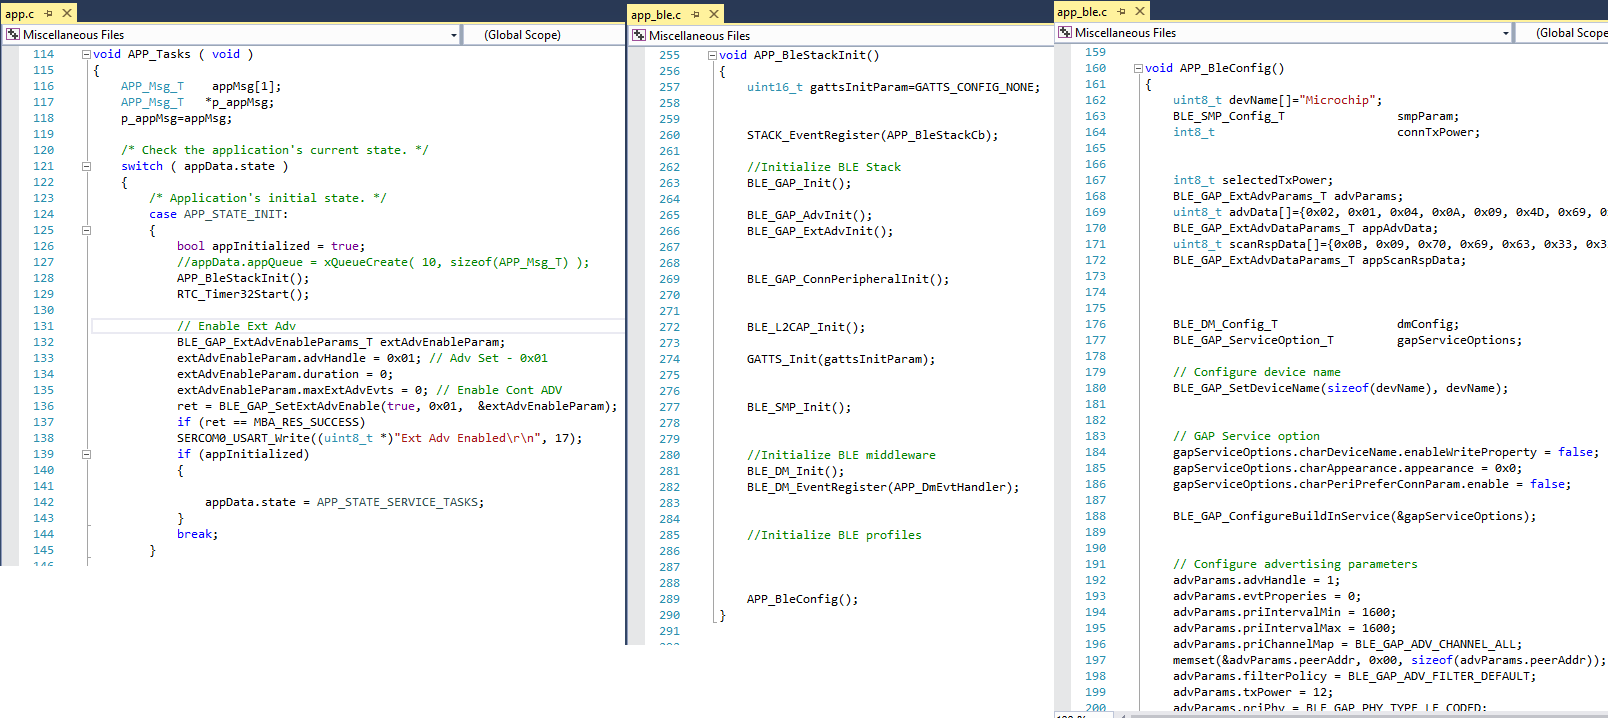 app.c
Miscellaneous Files
(Global Scope)
114 void APP_Tasks ( void )
115 {
116 APP_Msg_T appMsg[1];
117 APP_Msg_T *p_appMsg;
118 p_appMsg=appMsg;
119
120 /* Check the application's current state. */
121 switch ( appData.state )
122 {
123 /* Application's initial state. */
124 case APP_STATE_INIT:
125 {
126 bool appInitialized = true;
127 //appData.appQueue = xQueueCreate( 10, sizeof(APP_Msg_T) );
128 APP_BleStackInit();
129 RTC_Timer32Start();
130
131 // Enable Ext Adv
132 BLE_GAP_ExtAdvEnableParams_T extAdvEnableParam;
133 extAdvEnableParam.advHandle = 0x01; // Adv Set - 0x01
134 extAdvEnableParam.duration = 0;
135 extAdvEnableParam.maxExtAdvEvts = 0; // Enable Cont ADV
136 ret = BLE_GAP_SetExtAdvEnable(true, 0x01, &extAdvEnableParam);
137 if (ret == MBA_RES_SUCCESS)
138 SERCOM0_USART_Write((uint8_t *)"Ext Adv Enabled\r\n", 17);
139 if (appInitialized)
140 {
141
142 appData.state = APP_STATE_SERVICE_TASKS;
143 }
144 break;
145 }
app_ble.c
Miscellaneous Files
255 void APP_BleStackInit()
256 {
257 uint16_t gattsInitParam=GATTS_CONFIG_NONE;
258
259
260 STACK_EventRegister(APP_BleStackCb);
261
262 //Initialize BLE Stack
263 BLE_GAP_Init();
264
265 BLE_GAP_AdvInit();
266 BLE_GAP_ExtAdvInit();
267
268
269 BLE_GAP_ConnPeripheralInit();
270
271
272 BLE_L2CAP_Init();
273
274 GATTS_Init(gattsInitParam);
275
276
277 BLE_SMP_Init();
278
279
280 //Initialize BLE middleware
281 BLE_DM_Init();
282 BLE_DM_EventRegister(APP_DmEvtHandler);
283
284
285 //Initialize BLE profiles
286
287
288
289 APP_BleConfig();
290 }
291
app_ble.c
Miscellaneous Files
(Global Scope
159
160 void APP_BleConfig()
161 {
162 uint8_t devName[]="Microchip";
163 BLE_SMP_Config_T smpParam;
164 int8_t connTxPower;
165
166
167 int8_t selectedTxPower;
168 BLE_GAP_ExtAdvParams_T advParams;
169 uint8_t advData[]={0x02, 0x01, 0x04, 0x0A, 0x09, 0x4D, 0x69,
170 BLE_GAP_ExtAdvDataParams_T appAdvData;
171 uint8_t scanRspData[]={0x0B, 0x09, 0x70, 0x69, 0x63, 0x33, 0x3
172 BLE_GAP_ExtAdvDataParams_T appScanRspData;
173
174
175
176 BLE_DM_Config_T dmConfig;
177 BLE_GAP_ServiceOption_T gapServiceOptions;
178
179 // Configure device name
180 BLE_GAP_SetDeviceName(sizeof(devName), devName);
181
182
183 // GAP Service option
184 gapServiceOptions.charDeviceName.enableWriteProperty = false;
185 gapServiceOptions.charAppearance.appearance = 0x0;
186 gapServiceOptions.charPeriPreferConnParam.enable = false;
187
188 BLE_GAP_ConfigureBuildInService(&gapServiceOptions);
189
190
191 // Configure advertising parameters
192 advParams.advHandle = 1;
193 advParams.evtProperies = 0;
194 advParams.priIntervalMin = 1600;
195 advParams.priIntervalMax = 1600;
196 advParams.priChannelMap = BLE_GAP_ADV_CHANNEL_ALL;
197 memset(&advParams.peerAddr, 0x00, sizeof(advParams.peerAddr));
198 advParams.filterPolicy = BLE_GAP_ADV_FILTER_DEFAULT;
199 advParams.txPower = 12;
200 advParams.priPhy = BLE_GAP_PHY_TYPE_LE_CODED;